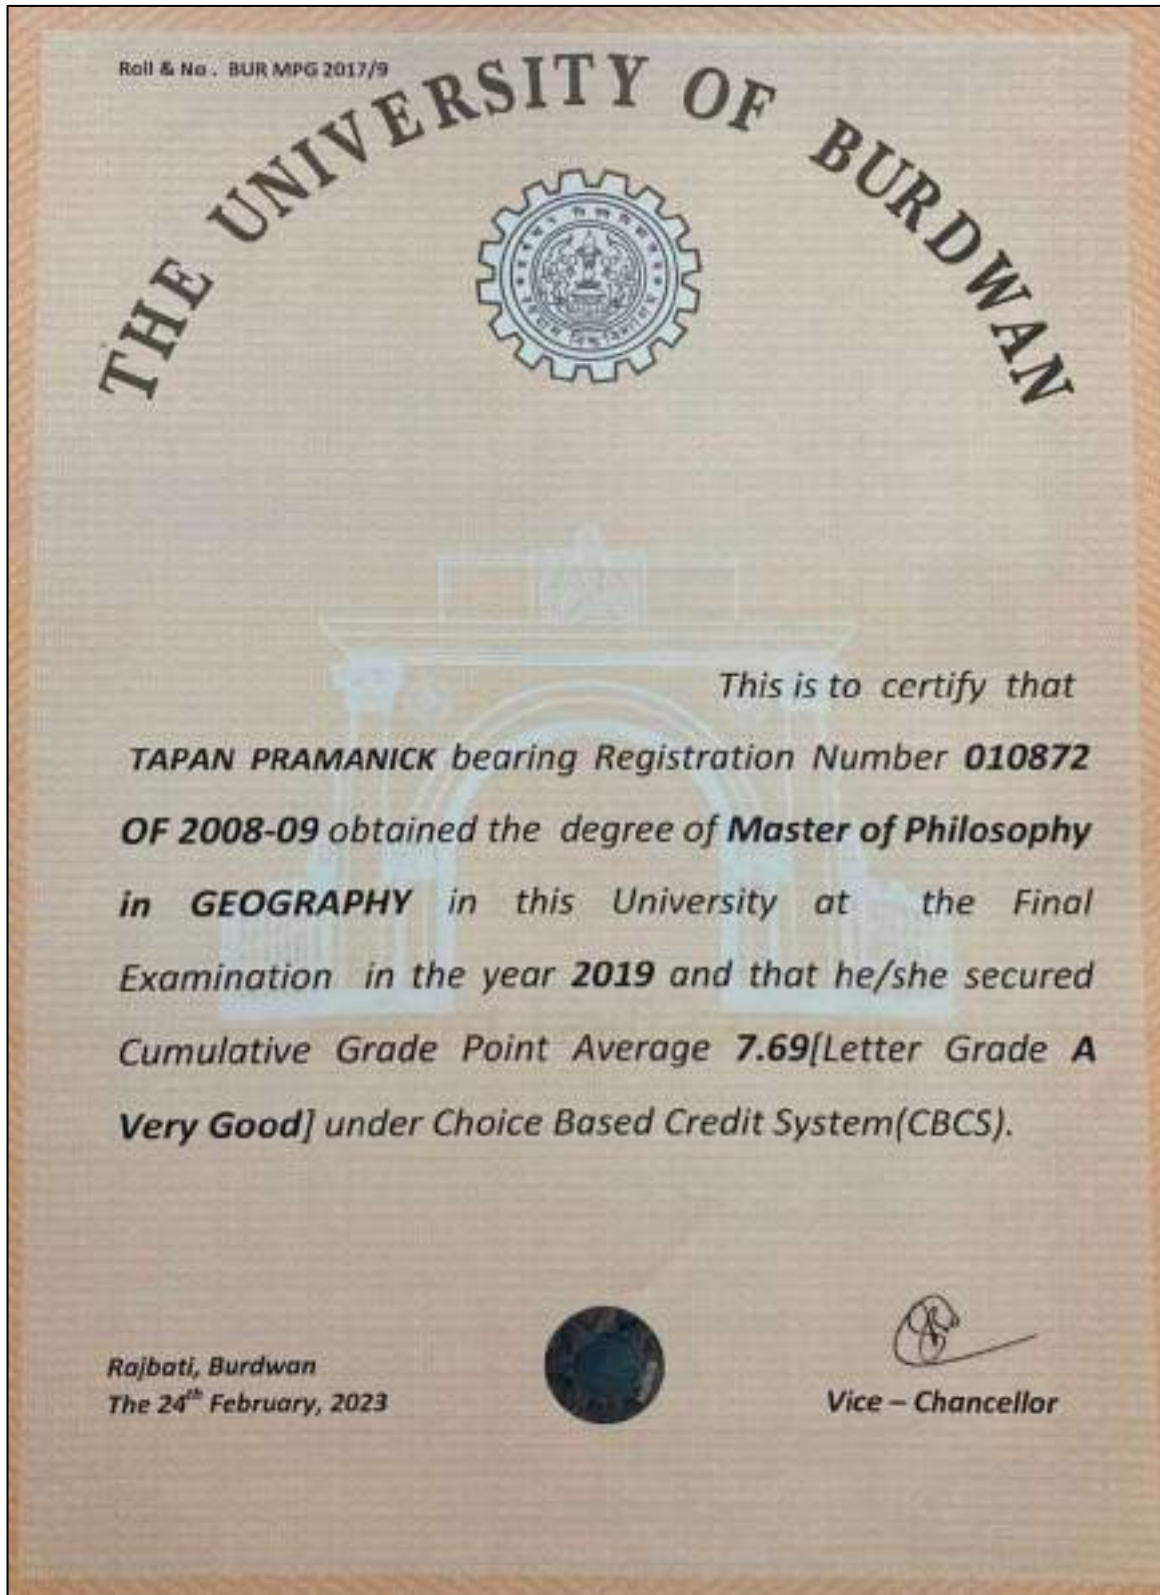 Roll & No . BUR MPG 2017/9
THE UNIVERSITY OF BURDWAN
This is to certify that
TAPAN PRAMANICK bearing Registration Number 010872
OF 2008-09 obtained the degree of Master of Philosophy
in GEOGRAPHY in this University at the Final
Examination in the year 2019 and that he/she secured
Cumulative Grade Point Average 7.69[Letter Grade A
Very Good] under Choice Based Credit System(CBCS).
Rajbati, Burdwan
The 24th February, 2023
Vice – Chancellor